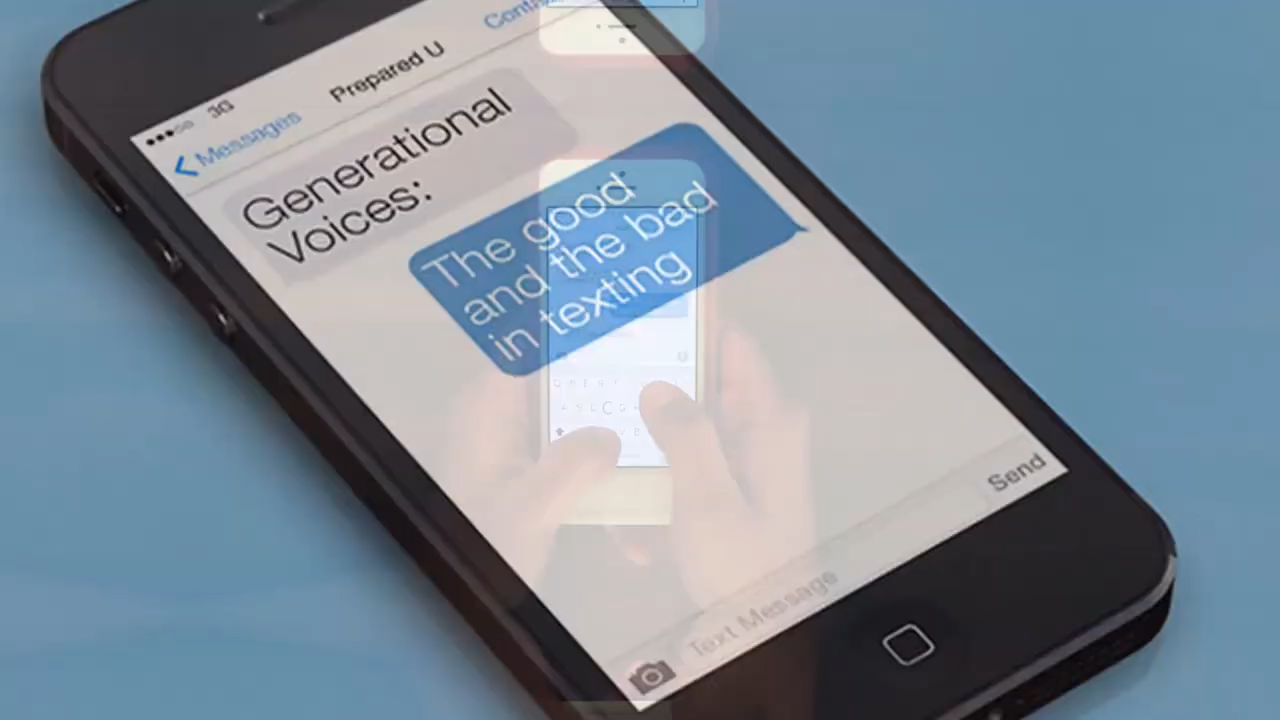 3G
Prepared U
Messages
Generational
Voices:
The good
and the bad
in texting
Text Message
Send